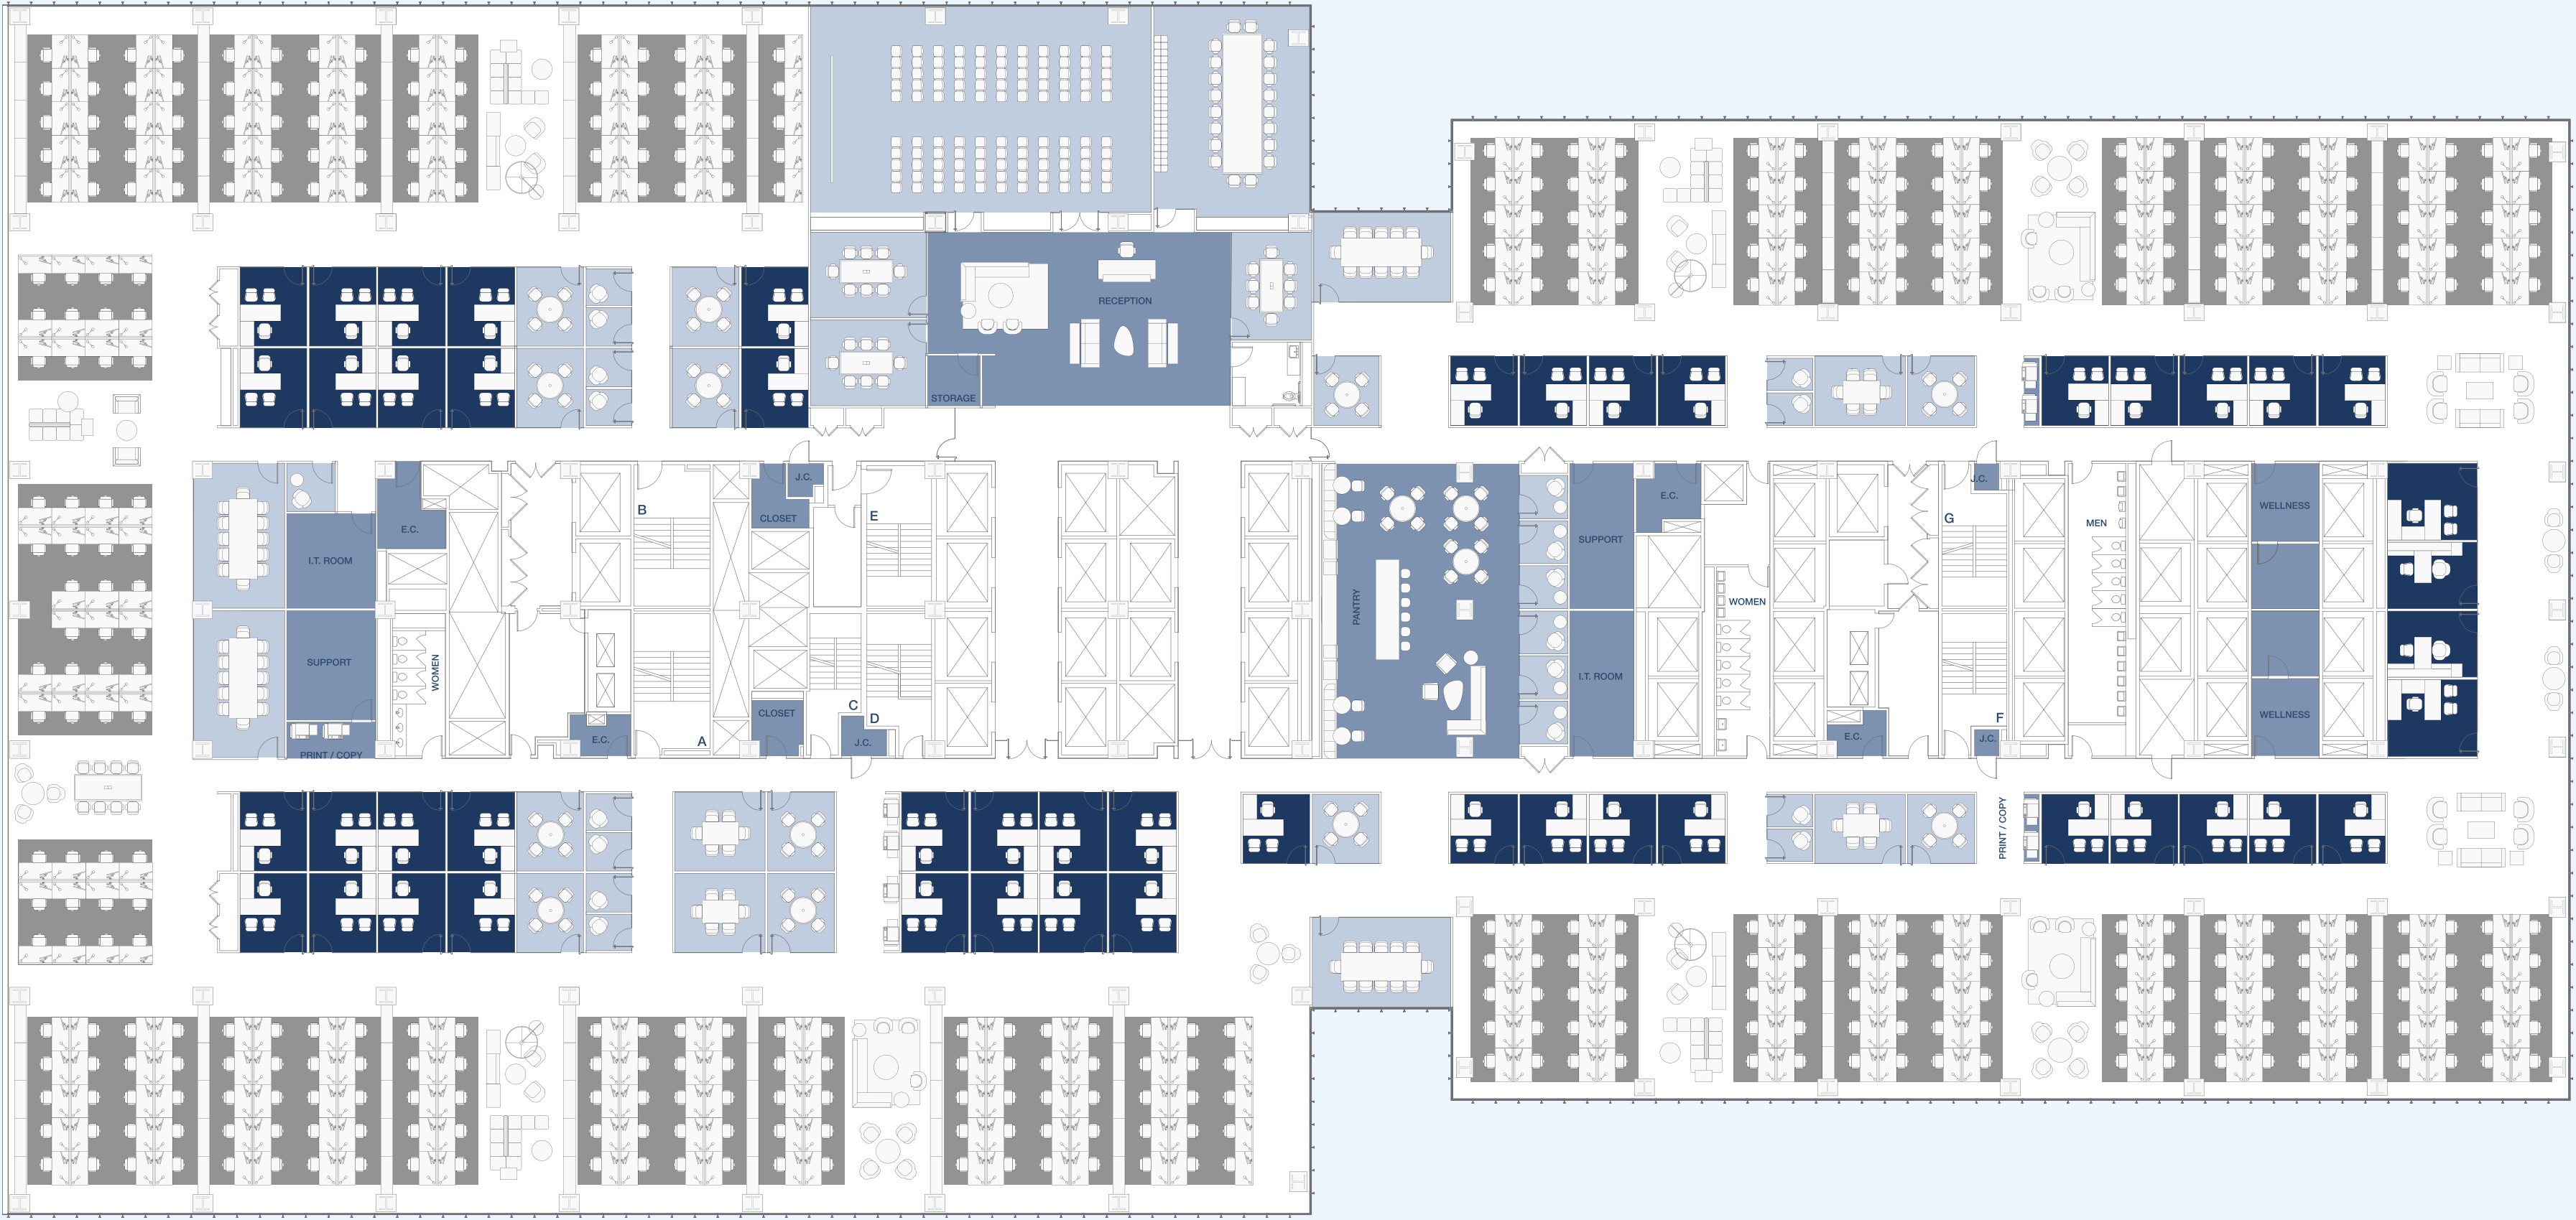 RECEPTION
STORAGE
J.C.
CLOSET
B
E
E.C.
I.T. ROOM
SUPPORT
WOMEN
PRINT / COPY
E.C.
A
CLOSET
C
D
J.C.
PANTRY
SUPPORT
E.C.
I.T. ROOM
WOMEN
J.C.
G
MEN
WELLNESS
F
E.C.
J.C.
WELLNESS
PRINT / COPY